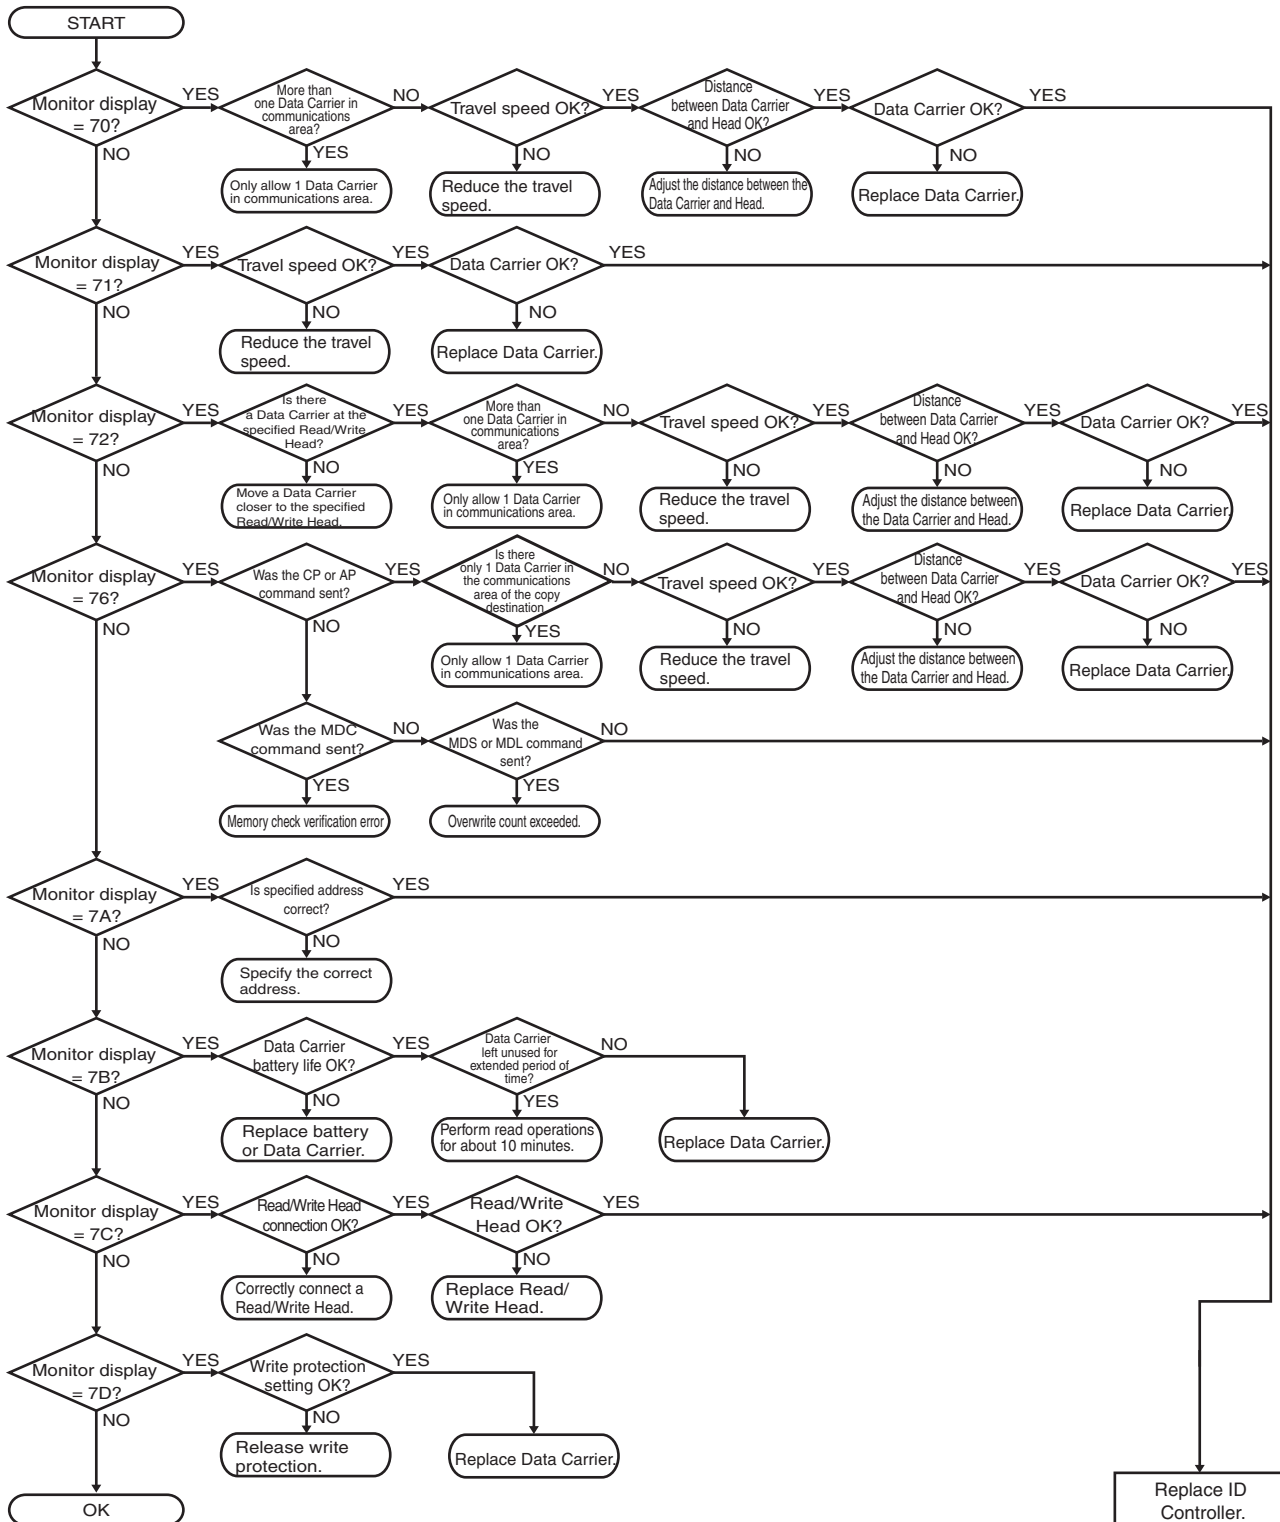 START
Monitor display
= 70?
YES
More than
one Data Carrier in
communications
area?
NO
Travel speed OK?
YES
Distance
between Data Carrier
and Head OK?
YES
Data Carrier OK?
YES
NO
YES
NO
NO
NO
Only allow 1 Data Carrier
in communications area.
Reduce the travel
speed.
Adjust the distance between the
Data Carrier and Head.
Replace Data Carrier.
Monitor display
= 71?
YES
Travel speed OK?
YES
Data Carrier OK?
YES
NO
NO
NO
Reduce the travel
speed.
Replace Data Carrier.
Monitor display
= 72?
YES
Is there
a Data Carrier at the
specified Read/Write
Head?
YES
More than
one Data Carrier in
communications
area?
NO
Travel speed OK?
YES
Distance
between Data Carrier
and Head OK?
YES
Data Carrier OK?
YES
NO
NO
YES
NO
NO
NO
Move a Data Carrier
closer to the specified
Read/Write Head.
Only allow 1 Data Carrier
in communications area.
Reduce the travel
speed.
Adjust the distance between
the Data Carrier and Head.
Replace Data Carrier.
Monitor display
= 76?
YES
Was the CP or AP
command sent?
YES
Is there
only 1 Data Carrier in
the communications
area of the copy
destination
NO
Travel speed OK?
YES
Distance
between Data Carrier
and Head OK?
YES
Data Carrier OK?
YES
NO
NO
YES
NO
NO
NO
Only allow 1 Data Carrier
in communications area.
Reduce the travel
speed.
Adjust the distance between
the Data Carrier and Head.
Replace Data Carrier.
Was the MDC
command sent?
NO
Was the
MDS or MDL command
sent?
NO
YES
YES
Memory check verification error
Overwrite count exceeded.
Monitor display
= 7A?
YES
Is specified address
correct?
YES
NO
NO
Specify the correct
address.
Monitor display
= 7B?
YES
Data Carrier
battery life OK?
YES
Data Carrier
left unused for
extended period of
time?
NO
NO
NO
YES
Replace battery
or Data Carrier.
Perform read operations
for about 10 minutes.
Replace Data Carrier.
Monitor display
= 7C?
YES
Read/Write Head
connection OK?
YES
Read/Write
Head OK?
YES
NO
NO
NO
Correctly connect a
Read/Write Head.
Replace Read/
Write Head.
Monitor display
= 7D?
YES
Write protection
setting OK?
YES
NO
NO
Release write
protection.
Replace Data Carrier.
OK
Replace ID
Controller.